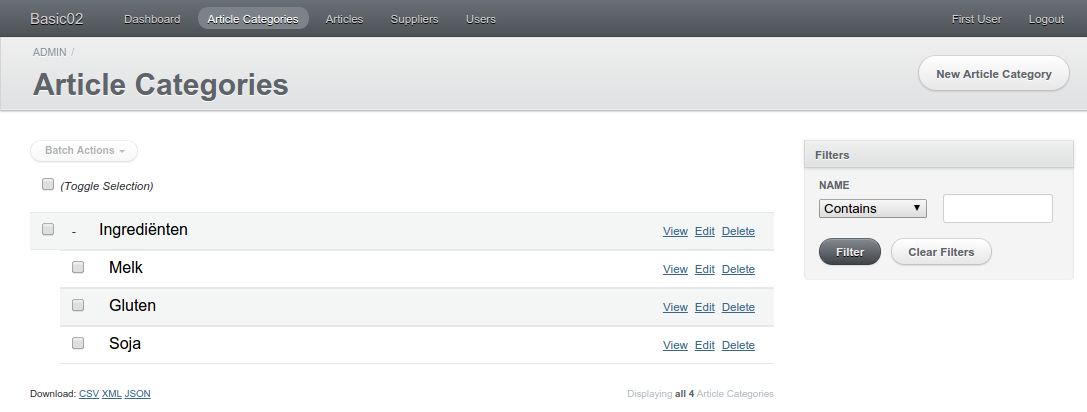 Basic02 Dashboard Article Categories Articles Suppliers Users First User Logout
ADMIN /
Article Categories
New Article Category
Batch Actions
(Toggle Selection)
- Ingrediënten View Edit Delete
Melk View Edit Delete
Gluten View Edit Delete
Soja View Edit Delete
Download: CSV XML JSON
Displaying all 4 Article Categories
Filters
NAME
Contains
Filter Clear Filters